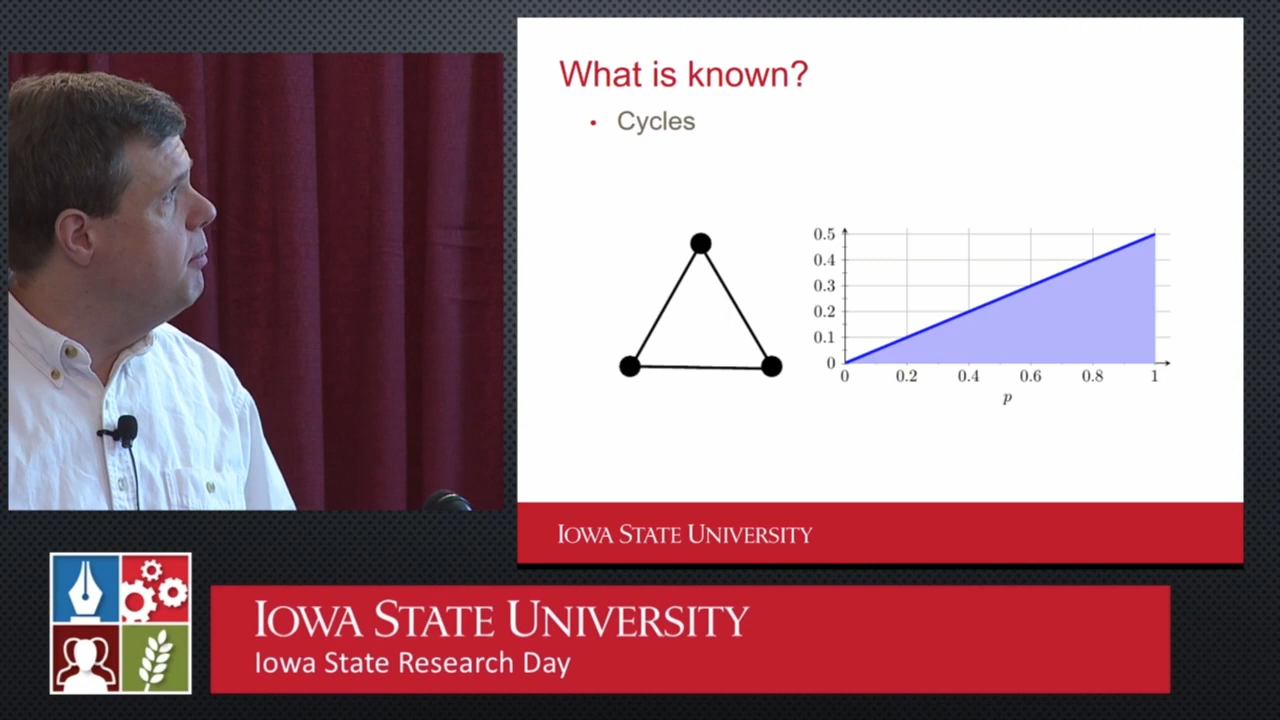 What is known?
• Cycles
0.5
0.4
0.3
0.2
0.1
0
0 0.2 0.4 0.6 0.8 1
p
IOWA STATE UNIVERSITY
IOWA STATE UNIVERSITY
Iowa State Research Day